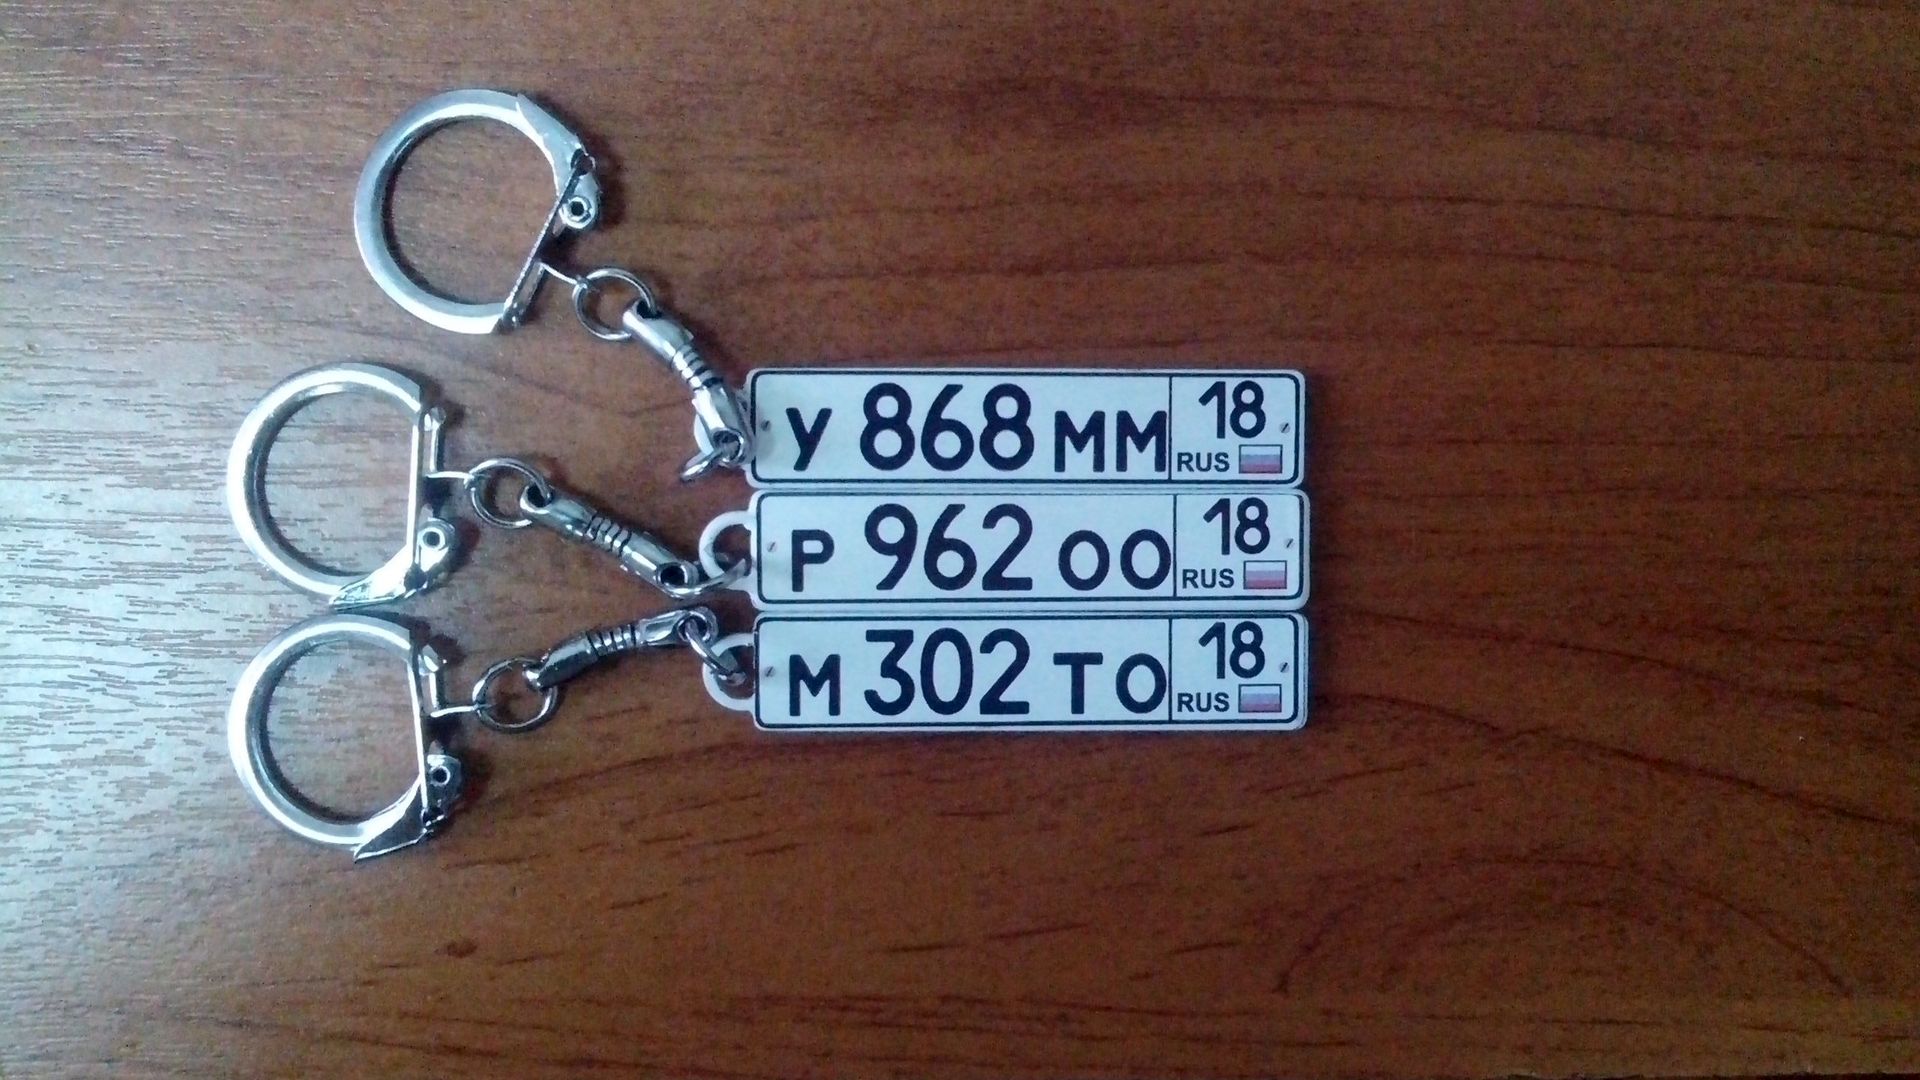 У 868 ММ 18 RUS
Р 962 ОО 18 RUS
М 302 ТО 18 RUS